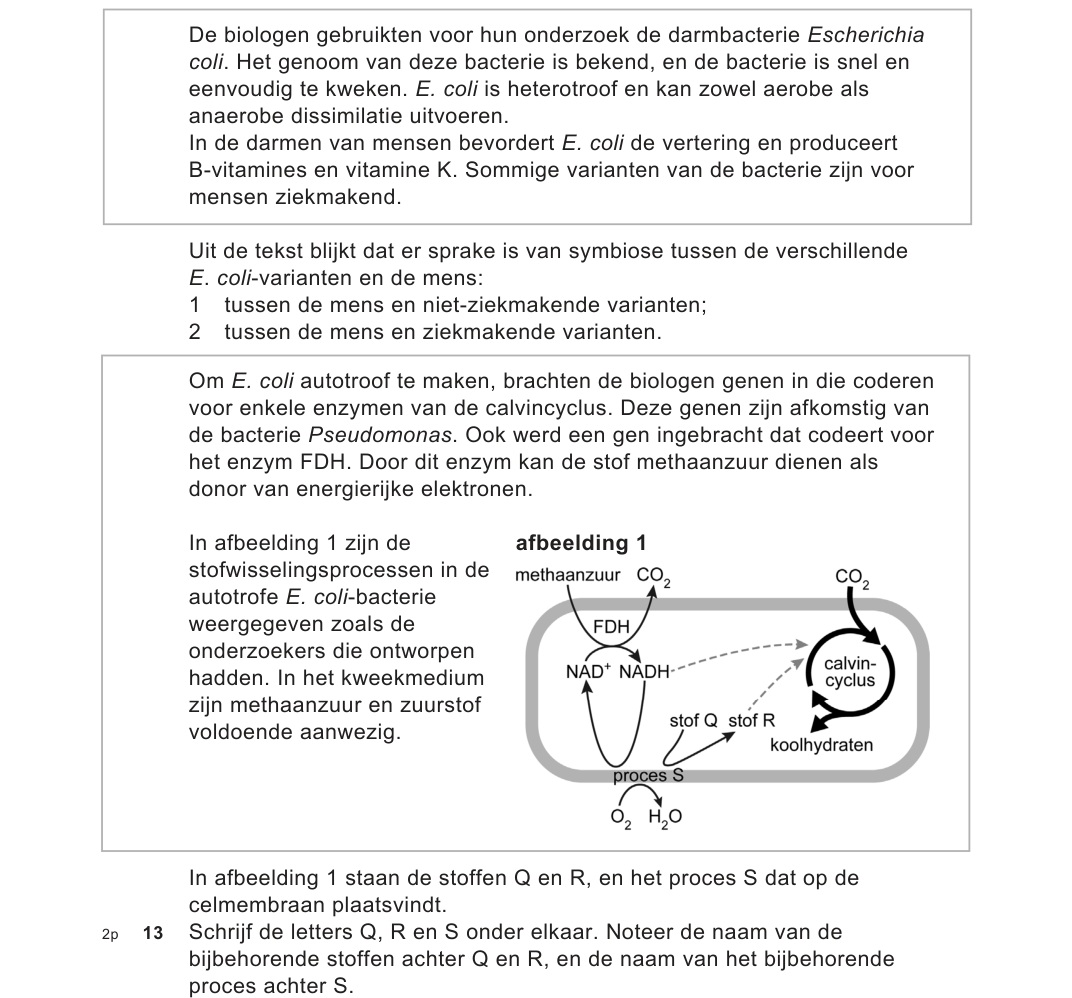 De biologen gebruikten voor hun onderzoek de darmbacterie Escherichia
coli. Het genoom van deze bacterie is bekend, en de bacterie is snel en
eenvoudig te kweken. E. coli is heterotroof en kan zowel aerobe als
anaerobe dissimilatie uitvoeren.
In de darmen van mensen bevordert E. coli de vertering en produceert
B-vitamines en vitamine K. Sommige varianten van de bacterie zijn voor
mensen ziekmakend.
Uit de tekst blijkt dat er sprake is van symbiose tussen de verschillende
E. coli-varianten en de mens:
1 tussen de mens en niet-ziekmakende varianten;
2 tussen de mens en ziekmakende varianten.
Om E. coli autotroof te maken, brachten de biologen genen in die coderen
voor enkele enzymen van de calvincyclus. Deze genen zijn afkomstig van
de bacterie Pseudomonas. Ook werd een gen ingebracht dat codeert voor
het enzym FDH. Door dit enzym kan de stof methaanzuur dienen als
donor van energierijke elektronen.
In afbeelding 1 zijn de
stofwisselingsprocessen in de
autotrofe E. coli-bacterie
weergegeven zoals de
onderzoekers die ontworpen
hadden. In het kweekmedium
zijn methaanzuur en zuurstof
voldoende aanwezig.
afbeelding 1
methaanzuur CO2 CO2
FDH
NAD+ NADH
calvin-
cyclus
stof Q stof R
koolhydraten
proces S
O2 H2O
In afbeelding 1 staan de stoffen Q en R, en het proces S dat op de
celmembraan plaatsvindt.
2p 13 Schrijf de letters Q, R en S onder elkaar. Noteer de naam van de
bijbehorende stoffen achter Q en R, en de naam van het bijbehorende
proces achter S.